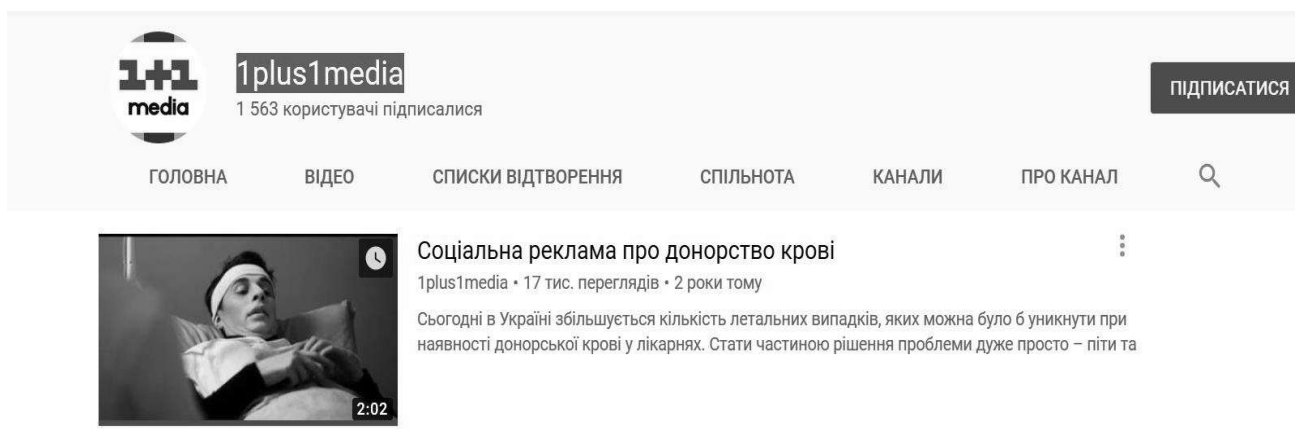 1+1
media
1plus1media
1 563 користувачі підписалися
ПІДПИСАТИСЯ
ГОЛОВНА ВІДЕО СПИСКИ ВІДТВОРЕННЯ СПІЛЬНОТА КАНАЛИ ПРО КАНАЛ
Соціальна реклама про донорство крові
1plus1media • 17 тис. переглядів • 2 роки тому
Сьогодні в Україні збільшується кількість летальних випадків, яких можна було б уникнути при
наявності донорської крові у лікарнях. Стати частиною рішення проблеми дуже просто – піти та
2:02